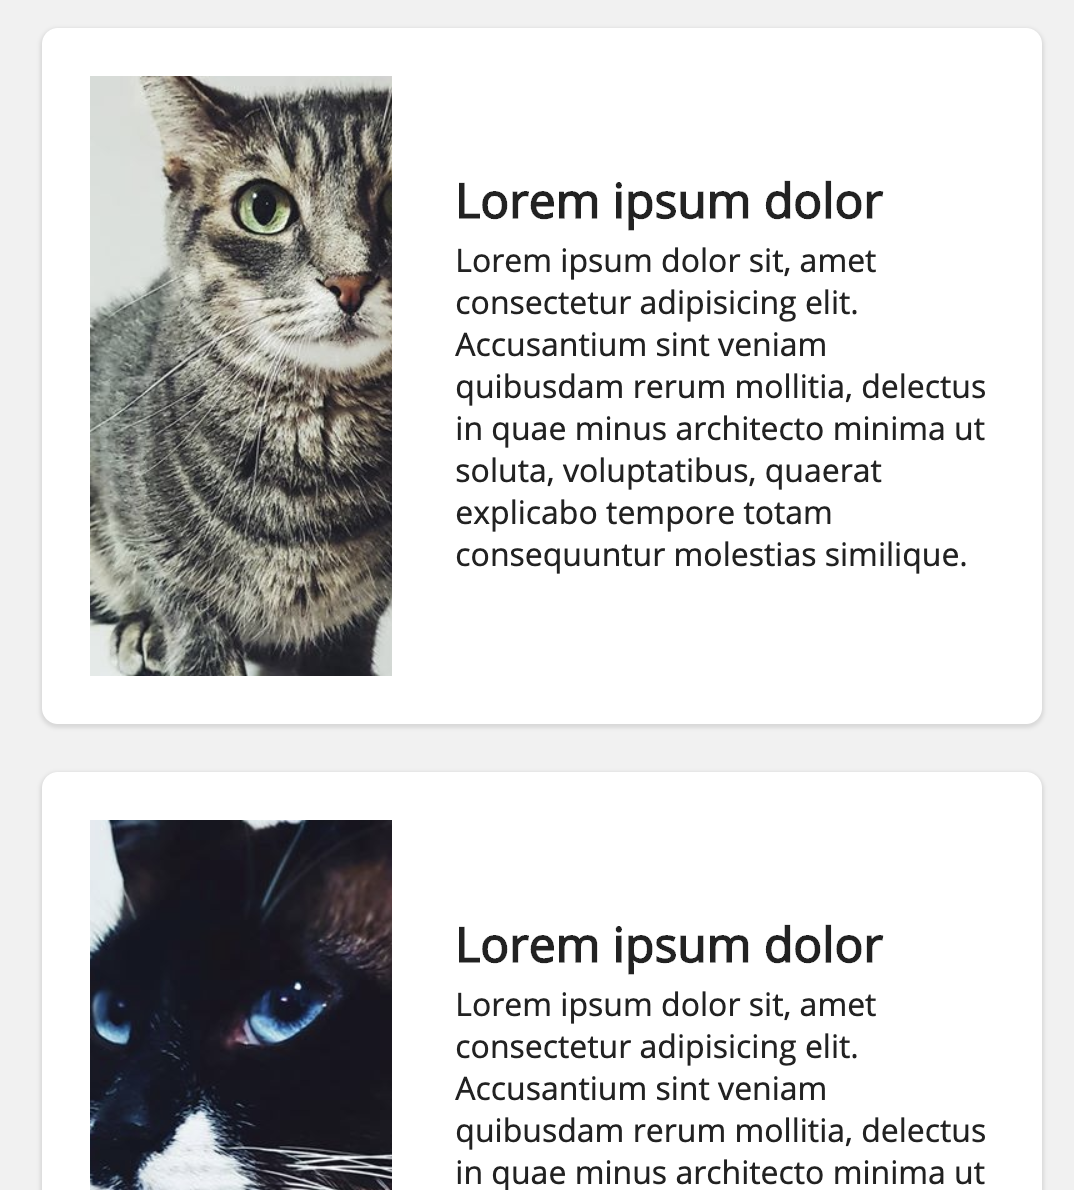 Lorem ipsum dolor
Lorem ipsum dolor sit, amet
consectetur adipisicing elit.
Accusantium sint veniam
quibusdam rerum mollitia, delectus
in quae minus architecto minima ut
soluta, voluptatibus, quaerat
explicabo tempore totam
consequuntur molestias similique.
Lorem ipsum dolor
Lorem ipsum dolor sit, amet
consectetur adipisicing elit.
Accusantium sint veniam
quibusdam rerum mollitia, delectus
in quae minus architecto minima ut